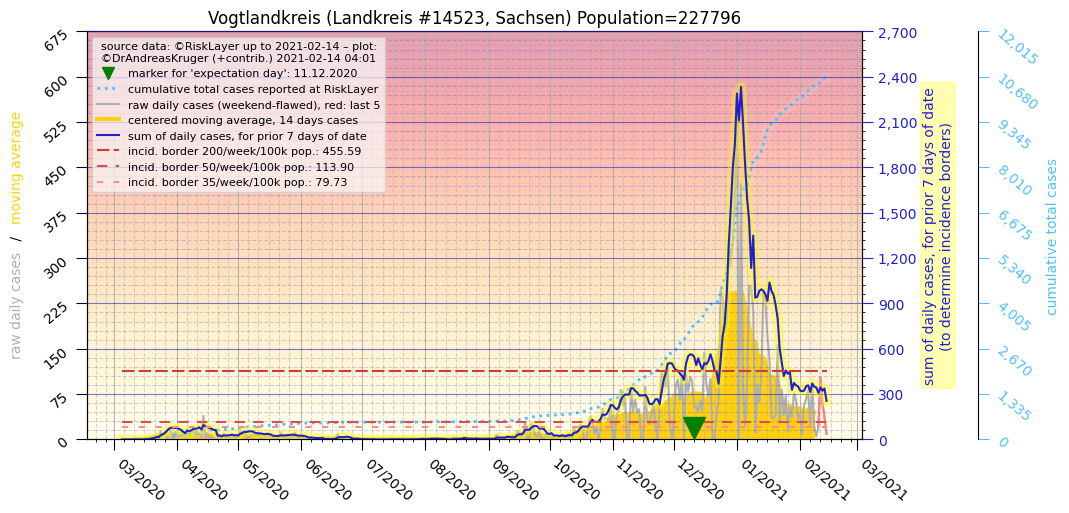 Vogtlandkreis (Landkreis #14523, Sachsen) Population=227796
source data: ©RiskLayer up to 2021-02-14 – plot:
©DrAndreasKruger (+contrib.) 2021-02-14 04:01
marker for 'expectation day': 11.12.2020
cumulative total cases reported at RiskLayer
raw daily cases (weekend-flawed), red: last 5
centered moving average, 14 days cases
sum of daily cases, for prior 7 days of date
incid. border 200/week/100k pop.: 455.59
incid. border 50/week/100k pop.: 113.90
incid. border 35/week/100k pop.: 79.73
raw daily cases / moving average
675
600
525
450
375
300
225
150
75
0
03/2020
04/2020
05/2020
06/2020
07/2020
08/2020
09/2020
10/2020
11/2020
12/2020
01/2021
02/2021
03/2021
2,700
2,400
2,100
1,800
1,500
1,200
900
600
300
0
sum of daily cases, for prior 7 days of date
(to determine incidence borders)
12,015
10,680
9,345
8,010
6,675
5,340
4,005
2,670
1,335
0
cumulative total cases